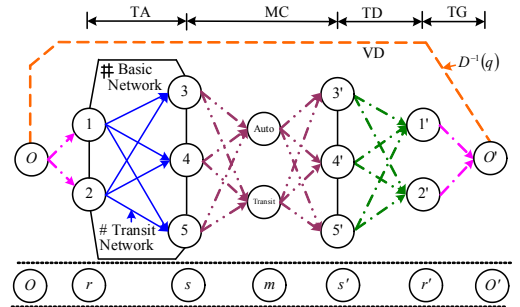 TA MC TD TG
VD D⁻¹(q)
# Basic
Network
3 3'
1 Auto 1'
O 4 4' O'
2 Transit 2'
# Transit
Network
5 5'
O r s m s' r' O'